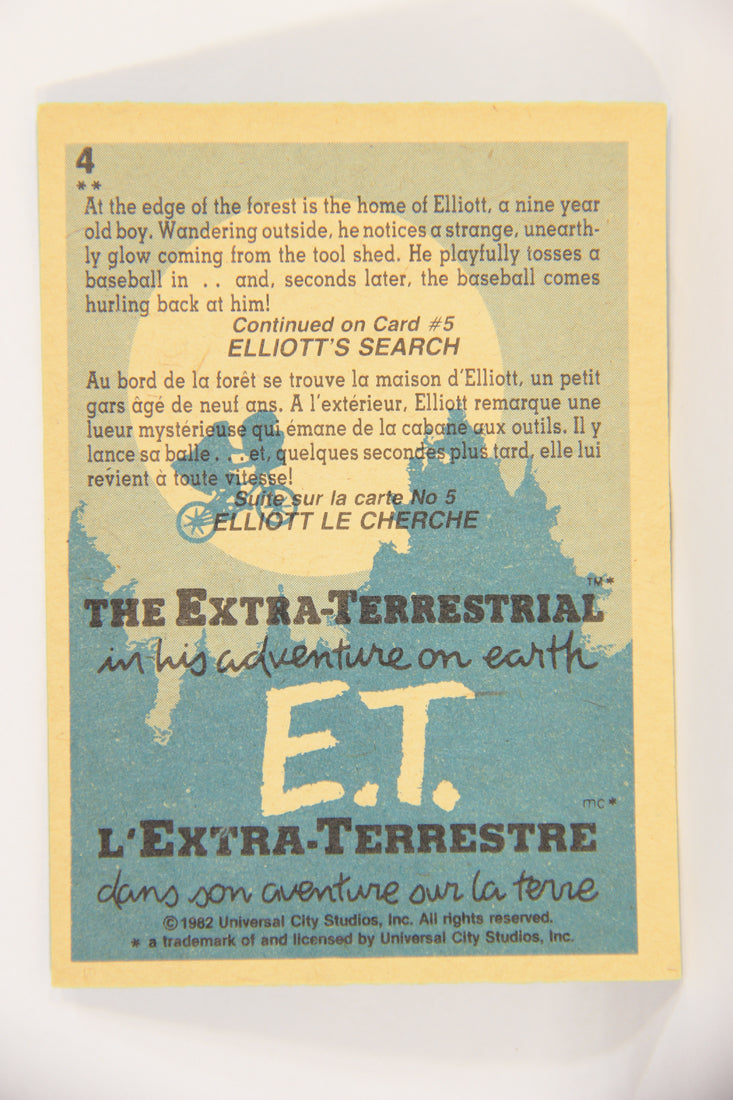 4
**
At the edge of the forest is the home of Elliott, a nine year
old boy. Wandering outside, he notices a strange, unearth-
ly glow coming from the tool shed. He playfully tosses a
baseball in . . and, seconds later, the baseball comes
hurling back at him!
Continued on Card #5
ELLIOTT'S SEARCH
Au bord de la forêt se trouve la maison d'Elliott, un petit
gars âgé de neuf ans. A l'extérieur, Elliott remarque une
lueur mystérieuse qui émane de la cabane aux outils. Il y
lance sa balle . . . et, quelques secondes plus tard, elle lui
revient à toute vitesse!
Suite sur la carte No 5
ELLIOTT LE CHERCHE
THE EXTRA-TERRESTRIAL TM*
in his adventure on earth
E.T.
mc*
L'EXTRA-TERRESTRE
dans son aventure sur la terre
©1982 Universal City Studios, Inc. All rights reserved.
* a trademark of and licensed by Universal City Studios, Inc.